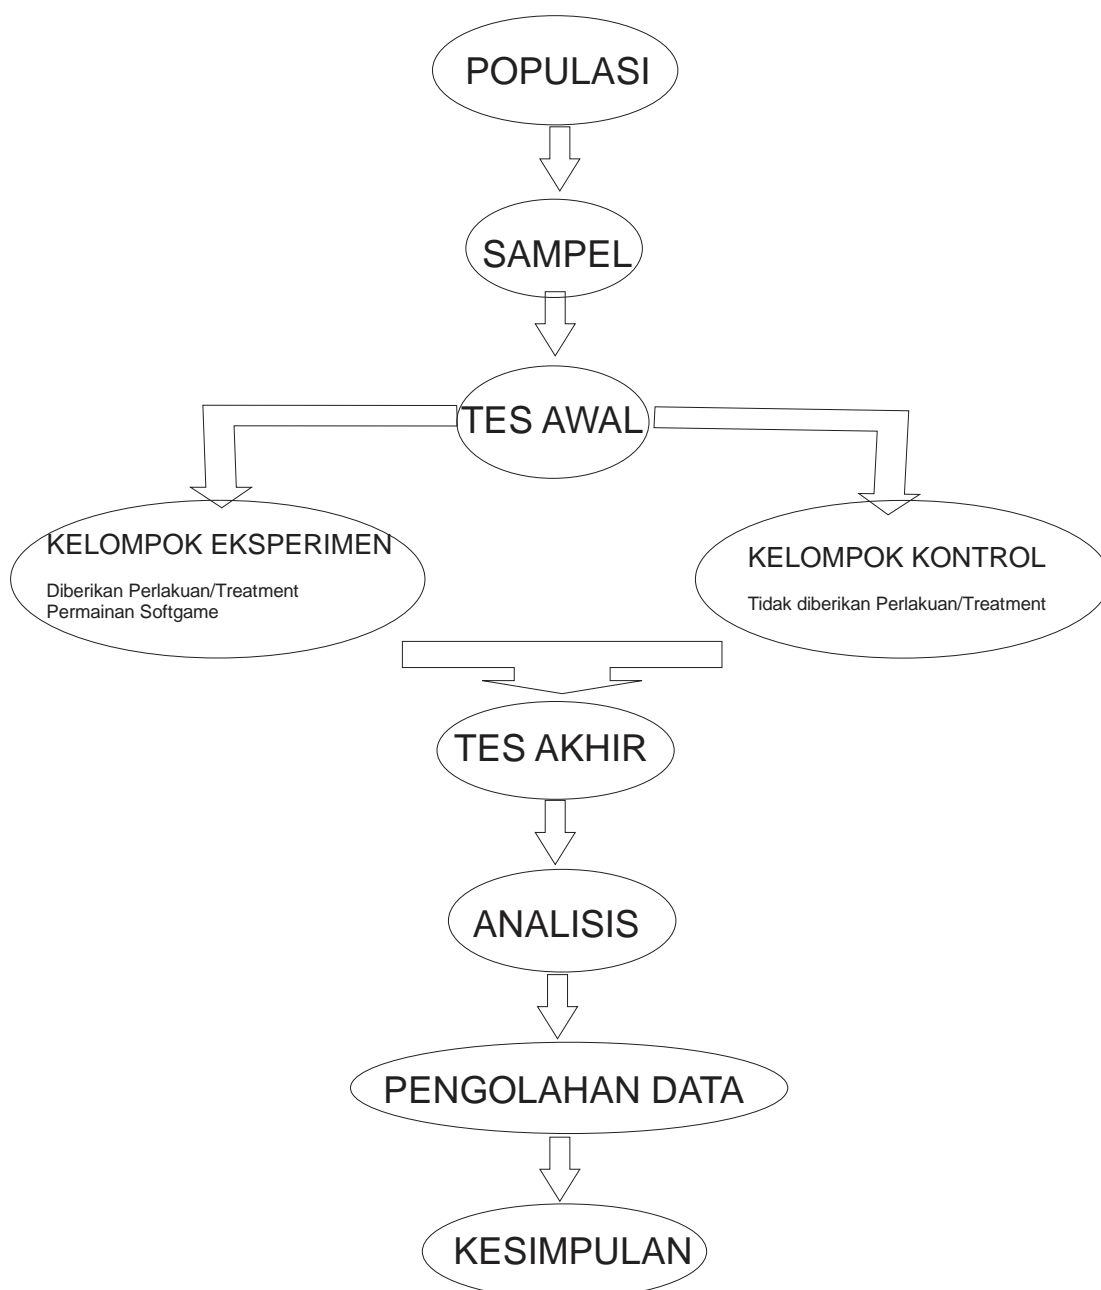 POPULASI
SAMPEL
TES AWAL
KELOMPOK EKSPERIMEN
Diberikan Perlakuan/Treatment
Permainan Softgame
KELOMPOK KONTROL
Tidak diberikan Perlakuan/Treatment
TES AKHIR
ANALISIS
PENGOLAHAN DATA
KESIMPULAN